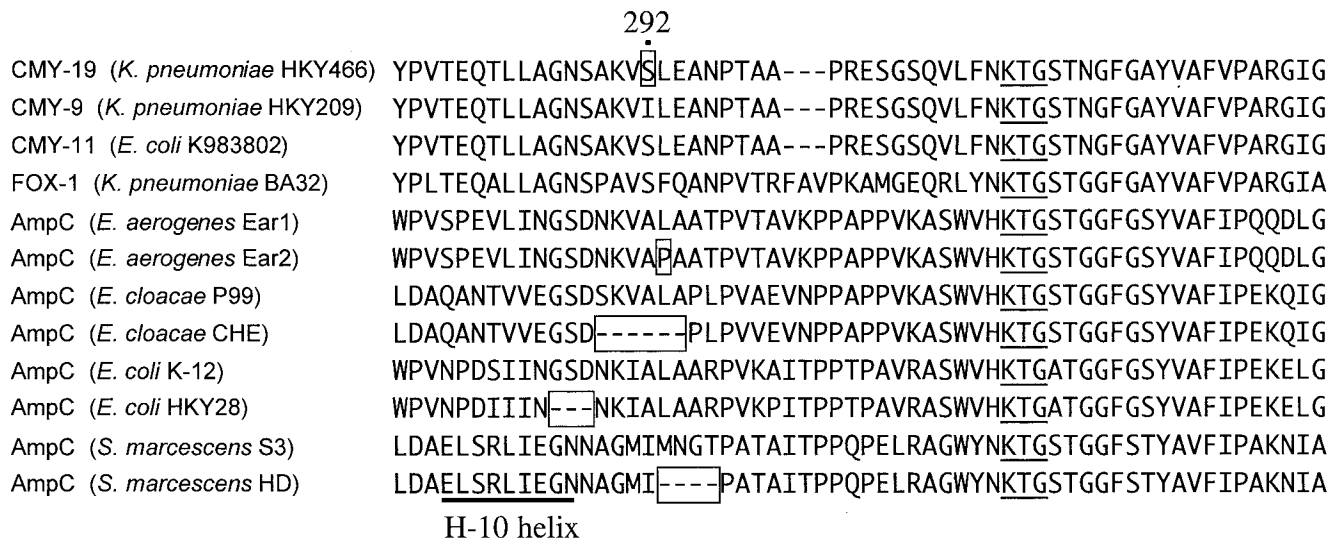 292
CMY-19 (K. pneumoniae HKY466) YPVTEQTLLAGNSAKVSLEANPTAA---PRESGSQVLFNKTGSTNGFGAYVAFVPARGIG
CMY-9 (K. pneumoniae HKY209) YPVTEQTLLAGNSAKVILEANPTAA---PRESGSQVLFNKTGSTNGFGAYVAFVPARGIG
CMY-11 (E. coli K983802) YPVTEQTLLAGNSAKVSLEANPTAA---PRESGSQVLFNKTGSTNGFGAYVAFVPARGIG
FOX-1 (K. pneumoniae BA32) YPLTEQALLAGNSPAVSFQANPVTRFAVPKAMGEQRLYNKTGSTGGFGAYVAFVPARGIA
AmpC (E. aerogenes Ear1) WPVSPEVLINGSDNKVALAATPVTAVKPPAPPVKASWVHKTGSTGGFGSYVAFIPQQDLG
AmpC (E. aerogenes Ear2) WPVSPEVLINGSDNKVAPAATPVTAVKPPAPPVKASWVHKTGSTGGFGSYVAFIPQQDLG
AmpC (E. cloacae P99) LDAQANTVVEGSDSKVALAPLPVAEVNPPAPPVKASWVHKTGSTGGFGSYVAFIPEKQIG
AmpC (E. cloacae CHE) LDAQANTVVEGSD------PLPVVEVNPPAPPVKASWVHKTGSTGGFGSYVAFIPEKQIG
AmpC (E. coli K-12) WPVNPDSIINGSDNKIALAARPVKAITPPTPAVRASWVHKTGATGGFGSYVAFIPEKELG
AmpC (E. coli HKY28) WPVNPDIIIN---NKIALAARPVKPITPPTPAVRASWVHKTGATGGFGSYVAFIPEKELG
AmpC (S. marcescens S3) LDAELSRLIEGNNAGMIMNGTPATAITPPQPELRAGWYNKTGSTGGFSTYAVFIPAKNIA
AmpC (S. marcescens HD) LDAELSRLIEGNNAGMI----PATAITPPQPELRAGWYNKTGSTGGFSTYAVFIPAKNIA
H-10 helix